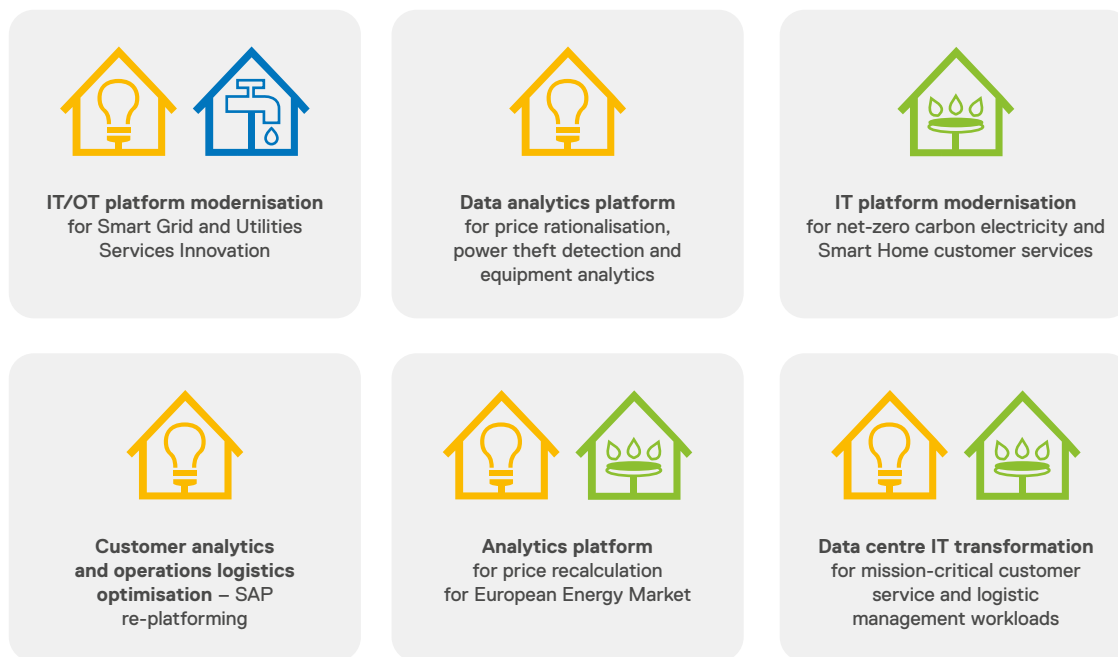 IT/OT platform modernisation
for Smart Grid and Utilities
Services Innovation
Data analytics platform
for price rationalisation,
power theft detection and
equipment analytics
IT platform modernisation
for net-zero carbon electricity and
Smart Home customer services
Customer analytics
and operations logistics
optimisation – SAP
re-platforming
Analytics platform
for price recalculation
for European Energy Market
Data centre IT transformation
for mission-critical customer
service and logistic
management workloads